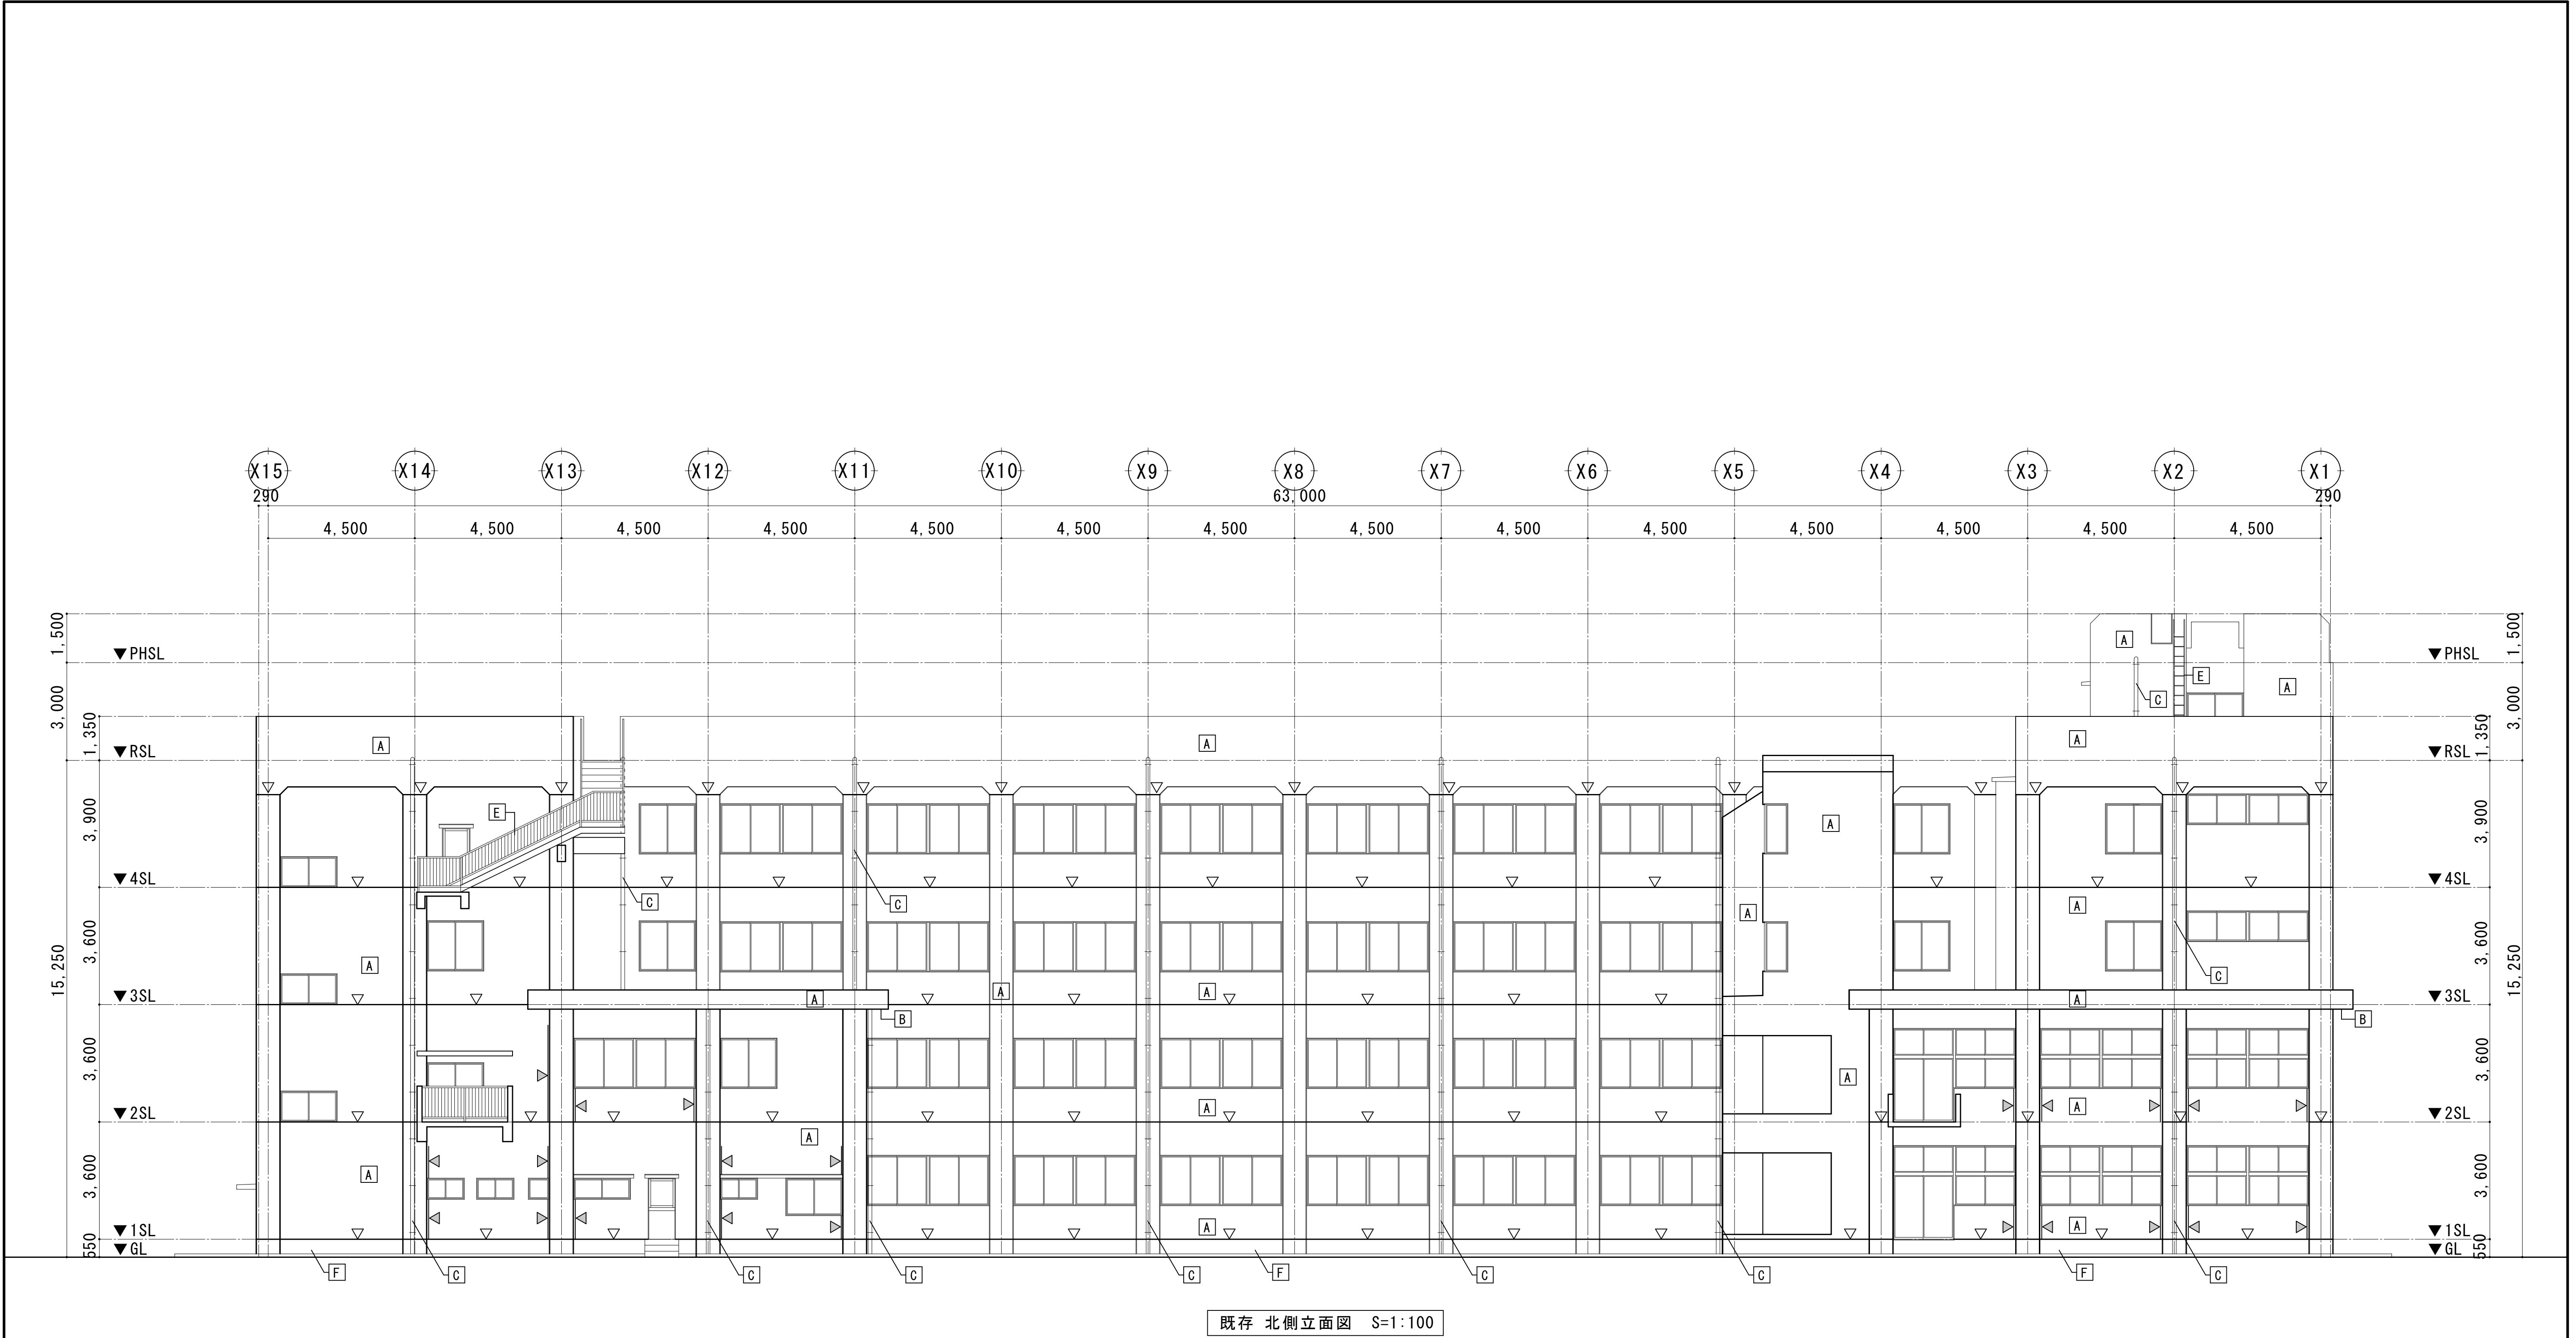 X15 X14 X13 X12 X11 X10 X9 X8 X7 X6 X5 X4 X3 X2 X1
290 63,000 290
4,500 4,500 4,500 4,500 4,500 4,500 4,500 4,500 4,500 4,500 4,500 4,500 4,500 4,500
1,500 1,500
▼PHSL ▼PHSL
A
E
A
C
3,000 3,000
1,350 1,350
A A A
▼RSL ▼RSL
E
A
3,900 3,900
▼4SL ▼4SL
C C A A
3,600 3,600
A C
15,250 15,250
▼3SL ▼3SL
A A A A
B B
3,600 3,600
A
▼2SL ▼2SL
A A
A
3,600 3,600
A
▼1SL ▼1SL
A A
550 550
▼GL ▼GL
F C C C C F C C F C
既存 北側立面図 S=1:100